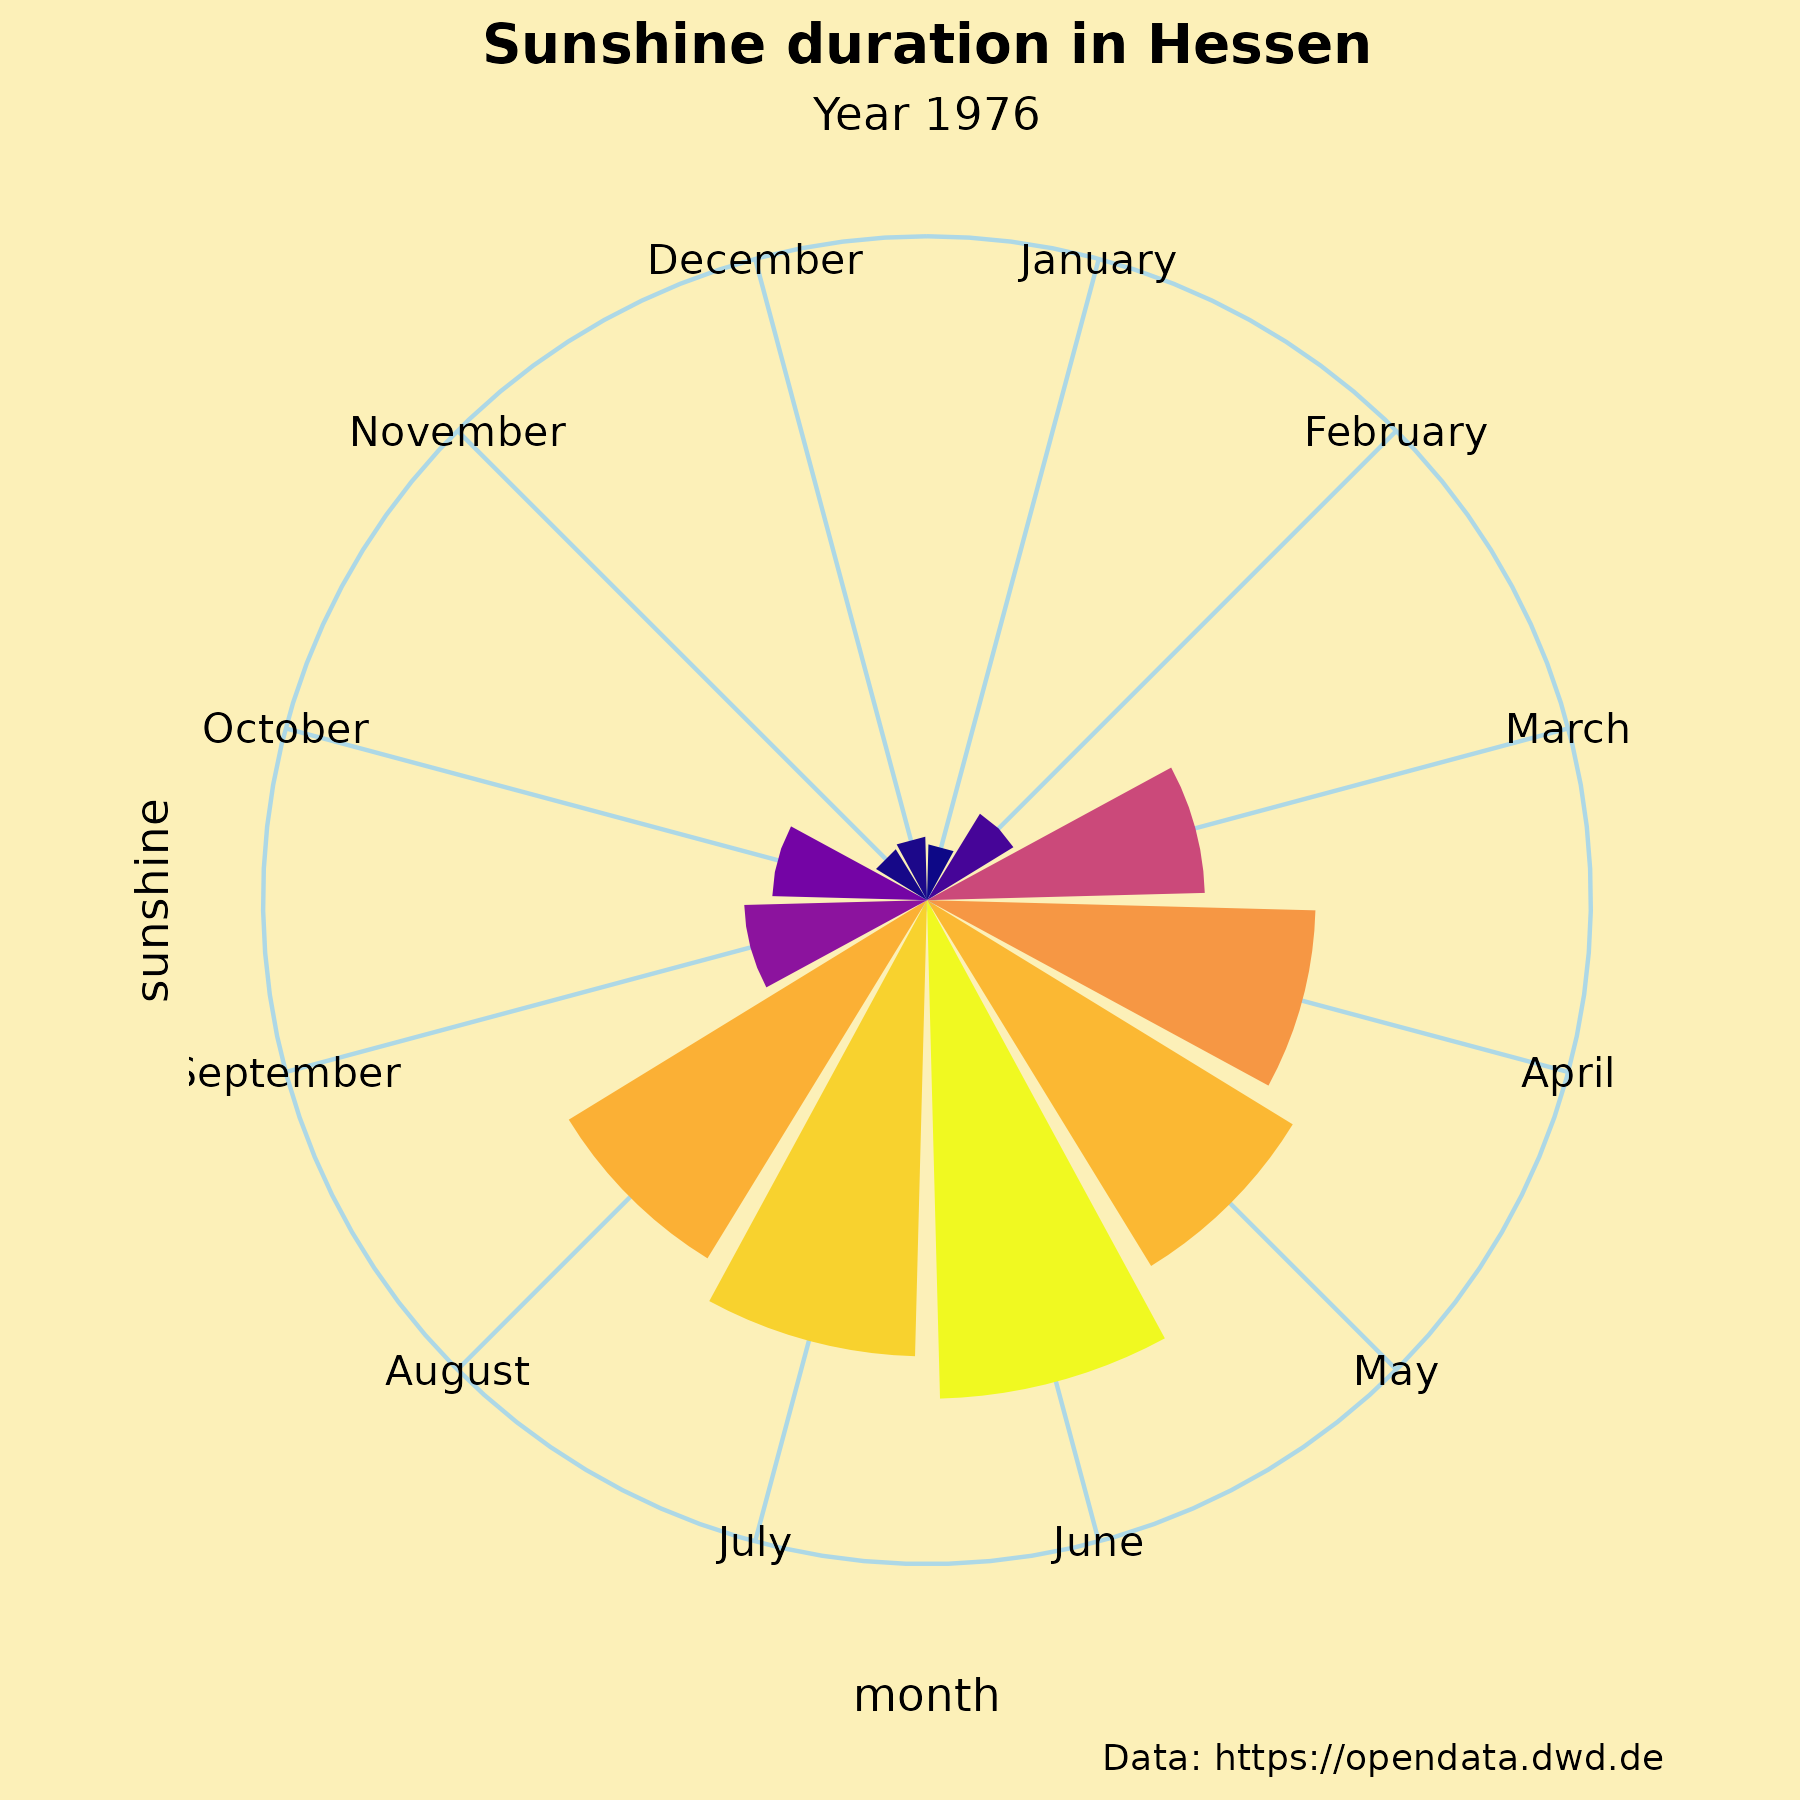 Sunshine duration in Hessen
Year 1976
December
January
November
February
October
March
sunshine
September
April
August
May
July
June
month
Data: https://opendata.dwd.de